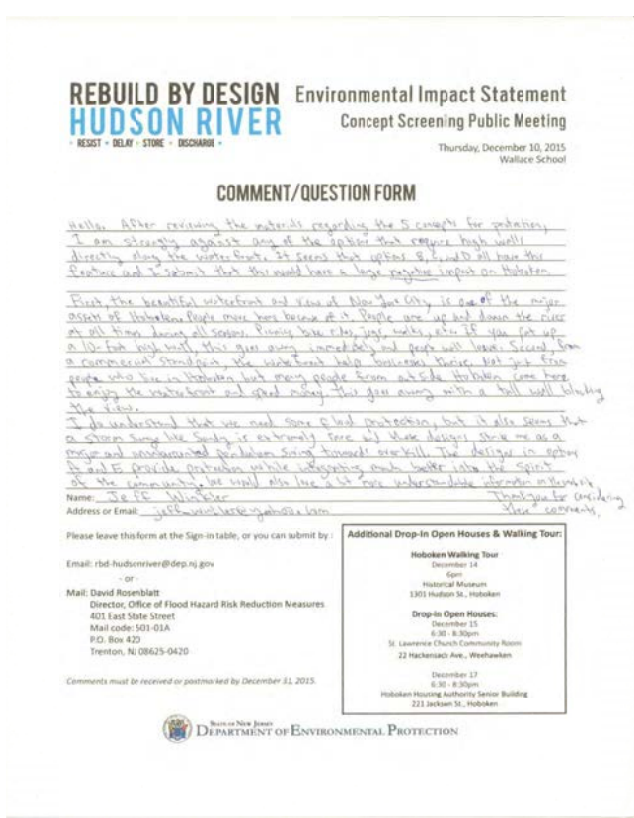 REBUILD BY DESIGN
HUDSON RIVER
• RESIST • DELAY • STORE • DISCHARGE •
Environmental Impact Statement
Concept Screening Public Meeting
Thursday, December 10, 2015
Wallace School
COMMENT/QUESTION FORM
Hello. After reviewing the materials regarding the 5 concepts for protection,
I am strongly against any of the options that require high walls
directly along the waterfront. It seems that options B, C, and D all have this
feature and I submit that this would have a large negative impact on Hoboken.
First, the beautiful waterfront and view of New York City is one of the major
assets of Hoboken. People move here because of it. People are up and down the river
at all times during all seasons. bike rides, jogs, walks, etc. If you put up
a 10-foot high wall, this goes away immediately and people will leave. Second, from
a commercial standpoint, the waterfront help businesses thrive. Not just from
people who live in Hoboken but many people from outside Hoboken come here
to enjoy the waterfront and spend money. This goes away with a tall wall blocking
the view.
I do understand that we need some flood protection, but it also seems that
a storm surge like Sandy is extremely rare and these designs strike me as a
major and unwarranted pendulum swing towards overkill. The designs in option
A and E provide protection while integrating much better into the spirit
of the community. We would also love a lot more understandable information on the website
Thank you for considering
these comments.
Name: Jeff Winkler
Address or Email:
Please leave this form at the Sign-in table, or you can submit by :
Email: rbd-hudsonriver@dep.nj.gov
- or -
Mail: David Rosenblatt
Director, Office of Flood Hazard Risk Reduction Measures
401 East State Street
Mail code: 501-01A
P.O. Box 420
Trenton, NJ 08625-0420
Comments must be received or postmarked by December 31, 2015.
Additional Drop-In Open Houses & Walking Tour:
Hoboken Walking Tour
December 14
6pm
Historical Museum
1301 Hudson St., Hoboken
Drop-in Open Houses:
December 15
6:30 - 8:30pm
St. Lawrence Church Community Room
22 Hackensack Ave., Weehawken
December 17
6:30 - 8:30pm
Hoboken Housing Authority Senior Building
221 Jackson St., Hoboken
STATE OF NEW JERSEY
DEPARTMENT OF ENVIRONMENTAL PROTECTION